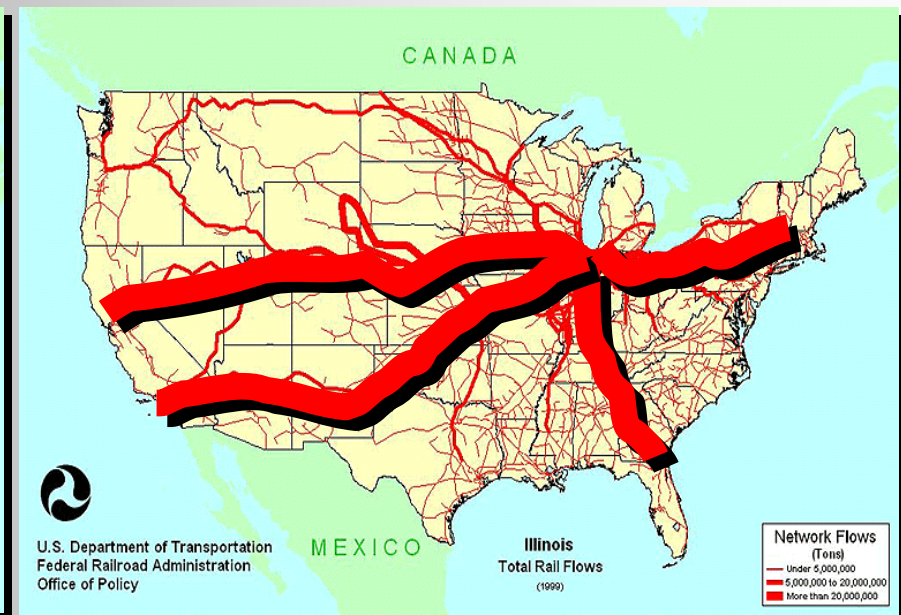 CANADA
U.S. Department of Transportation
Federal Railroad Administration
Office of Policy
MEXICO
Illinois
Total Rail Flows
(1999)
Network Flows
(Tons)
Under 5,000,000
5,000,000 to 20,000,000
More than 20,000,000